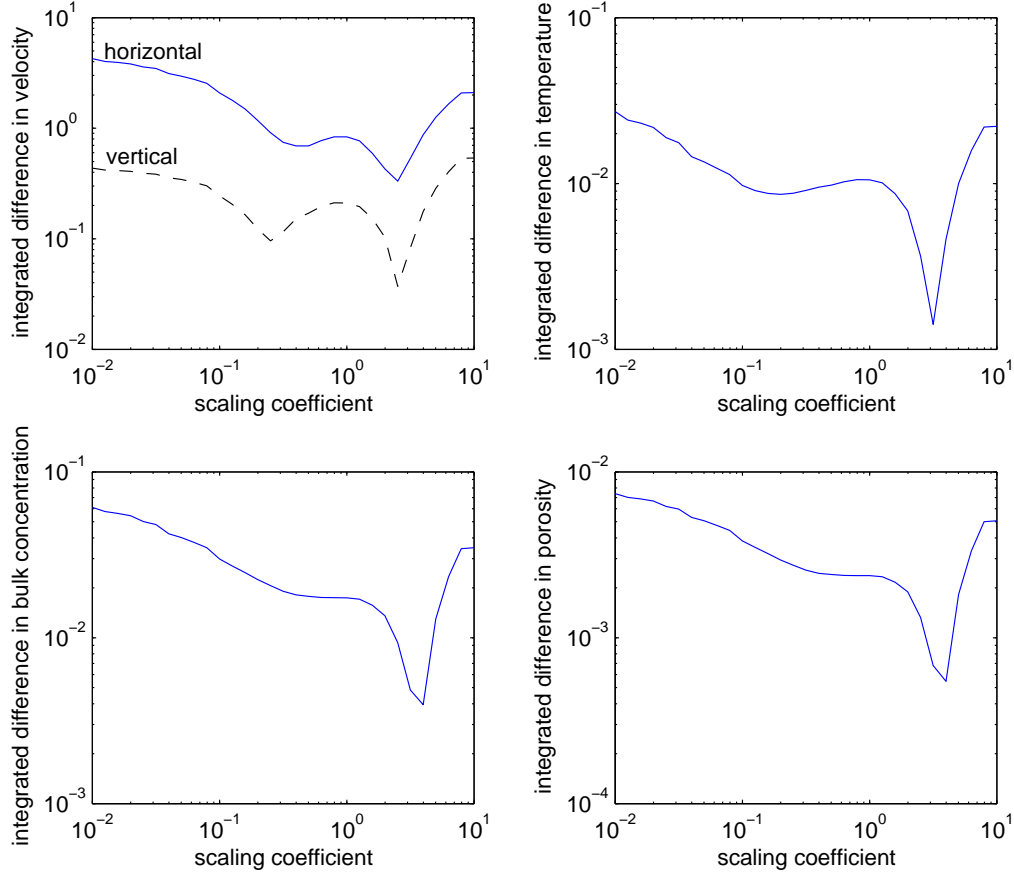 integrated difference in velocity
10^1
10^0
10^-1
10^-2
horizontal
vertical
10^-2 10^-1 10^0 10^1
scaling coefficient
integrated difference in temperature
10^-1
10^-2
10^-3
10^-2 10^-1 10^0 10^1
scaling coefficient
integrated difference in bulk concentration
10^-1
10^-2
10^-3
10^-2 10^-1 10^0 10^1
scaling coefficient
integrated difference in porosity
10^-2
10^-3
10^-4
10^-2 10^-1 10^0 10^1
scaling coefficient